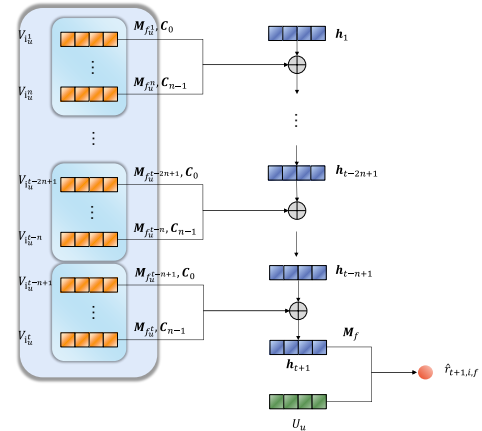 V_{i_u^1} M_{f_u^1}, C_0 h_1
⋮
V_{i_u^n} M_{f_u^n}, C_{n-1}
⋮ ⋮
V_{i_u^{t-2n+1}} M_{f_u^{t-2n+1}}, C_0 h_{t-2n+1}
⋮
V_{i_u^{t-n}} M_{f_u^{t-n}}, C_{n-1}
V_{i_u^{t-n+1}} M_{f_u^{t-n+1}}, C_0 h_{t-n+1}
⋮
V_{i_u^t} M_{f_u^t}, C_{n-1} M_f
h_{t+1} r̂_{t+1,i,f}
U_u